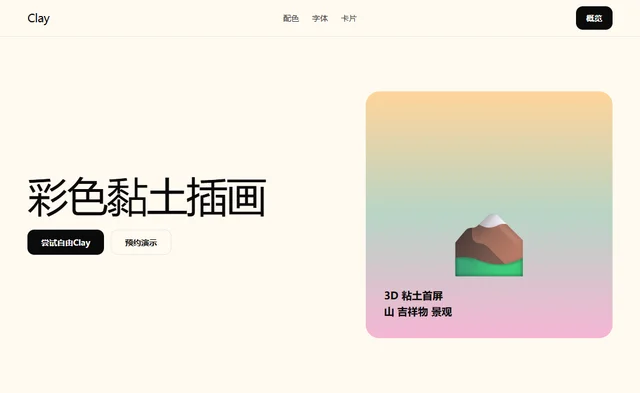 Clay
配色 字体 卡片
概览
彩色黏土插画
尝试自由Clay
预约演示
3D 粘土首屏
山 吉祥物 景观